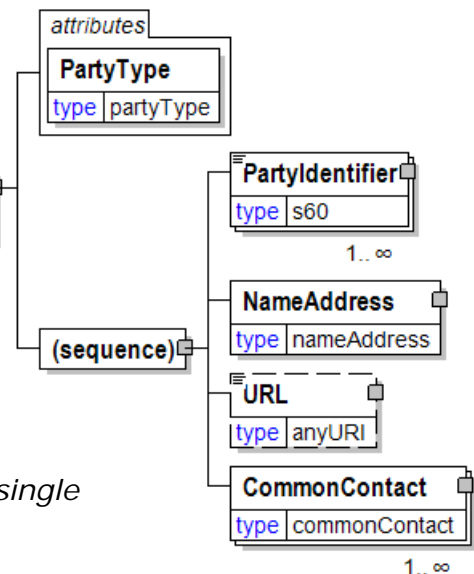 attributes
PartyType
type partyType
PartyIdentifier
type s60
1.. ∞
NameAddress
type nameAddress
(sequence)
URL
type anyURI
single
CommonContact
type commonContact
1.. ∞